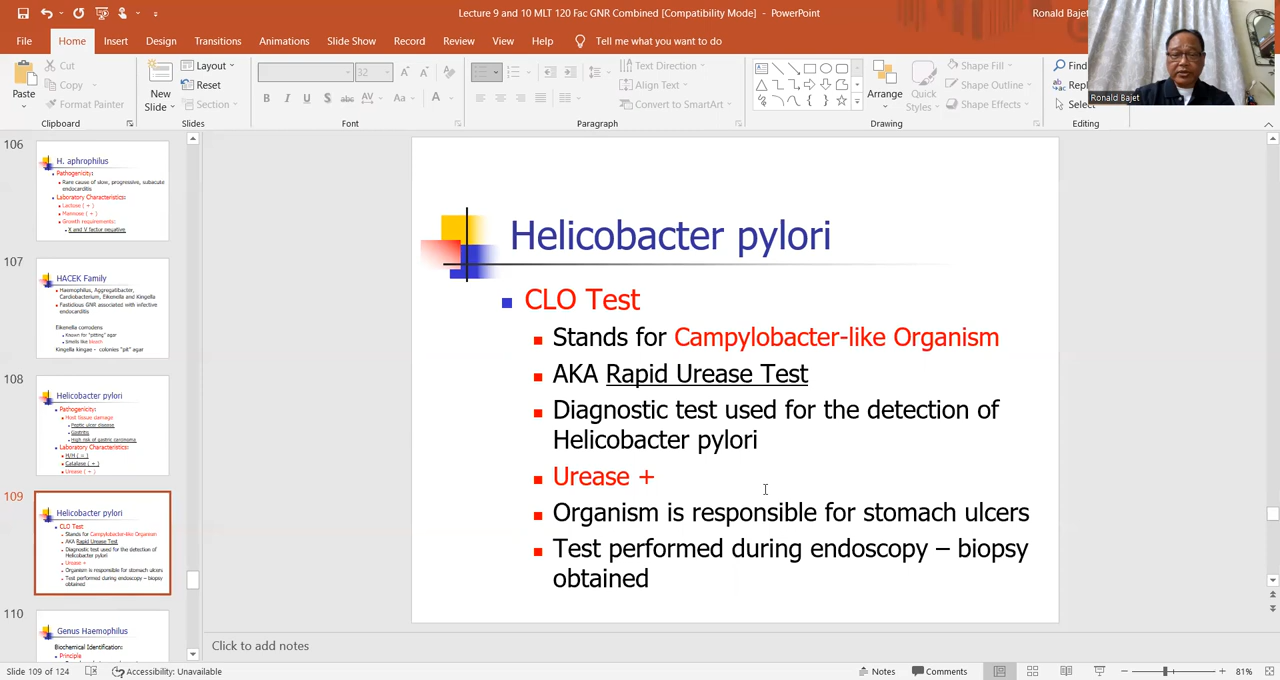 Lecture 9 and 10 MLT 120 Fac GNR Combined [Compatibility Mode] - PowerPoint
Ronald Bajet
File Home Insert Design Transitions Animations Slide Show Record Review View Help Tell me what you want to do
Paste
Cut
Copy
Format Painter
Clipboard
New Slide
Layout
Reset
Section
Slides
32
Font
Text Direction
Align Text
Convert to SmartArt
Paragraph
Arrange
Quick Styles
Shape Fill
Shape Outline
Shape Effects
Drawing
Find
Repl
Select
Editing
Ronald Bajet
106
H. aphrophilus
Pathogenicity:
Rare cause of slow, progressive, subacute
endocarditis
Laboratory Characteristics:
Lactose ( + )
Mannose ( + )
Growth requirements:
X and V factor negative
107
HACEK Family
Haemophilus, Aggregatibacter,
Cardiobacterium, Eikenella and Kingella
Fastidious GNR associated with infective
endocarditis
Eikenella corrodens
Known for "pitting" agar
Smells like bleach
Kingella kingae - colonies "pit" agar
108
Helicobacter pylori
Pathogenicity:
Host tissue damage
Peptic ulcer disease
Gastritis
High risk of gastric carcinoma
Laboratory Characteristics:
Catalase ( + )
Urease ( + )
109
Helicobacter pylori
CLO Test
Stands for Campylobacter-like Organism
AKA Rapid Urease Test
Diagnostic test used for the detection of
Helicobacter pylori
Urease +
Organism is responsible for stomach ulcers
Test performed during endoscopy – biopsy
obtained
110
Genus Haemophilus
Biochemical Identification:
Principle
Helicobacter pylori
CLO Test
Stands for Campylobacter-like Organism
AKA Rapid Urease Test
Diagnostic test used for the detection of
Helicobacter pylori
Urease +
Organism is responsible for stomach ulcers
Test performed during endoscopy – biopsy
obtained
Click to add notes
Slide 109 of 124 Accessibility: Unavailable Notes Comments 81%